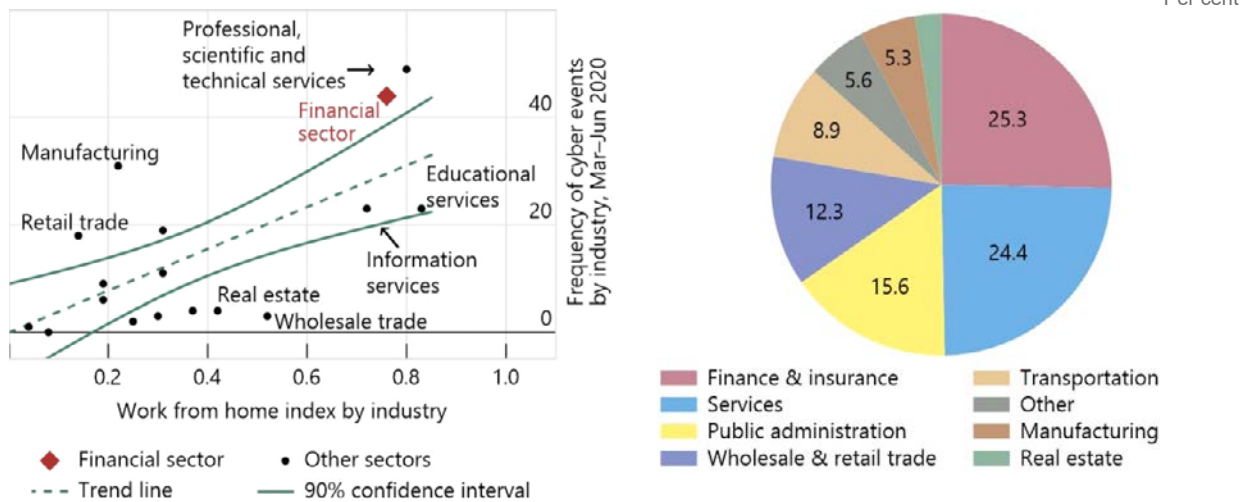 Per cent
Professional,
scientific and
technical services
Financial
sector
Manufacturing
Retail trade
Educational
services
Information
services
Real estate
Wholesale trade
40
20
0
Frequency of cyber events
by industry, Mar–Jun 2020
0.2 0.4 0.6 0.8 1.0
Work from home index by industry
Financial sector Other sectors
Trend line 90% confidence interval
5.3
5.6
8.9
12.3
15.6
24.4
25.3
Finance & insurance Transportation
Services Other
Public administration Manufacturing
Wholesale & retail trade Real estate